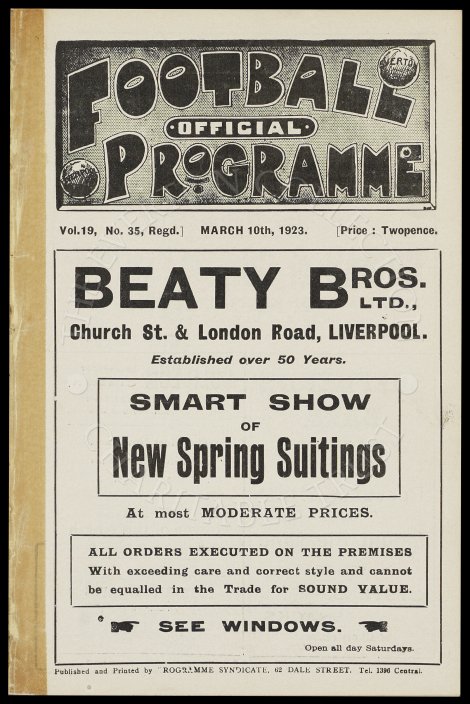 EVERTON
FOOTBALL
OFFICIAL
PROGRAMME
Vol.19, No. 35, Regd.] MARCH 10th, 1923. [Price : Twopence.
BEATY BROS. LTD.,
Church St. & London Road, LIVERPOOL.
Established over 50 Years.
SMART SHOW
OF
New Spring Suitings
At most MODERATE PRICES.
ALL ORDERS EXECUTED ON THE PREMISES
With exceeding care and correct style and cannot
be equalled in the Trade for SOUND VALUE.
SEE WINDOWS.
Open all day Saturdays.
Published and Printed by ROGRAMME SYNDICATE, 62 DALE STREET. Tel. 1396 Central.